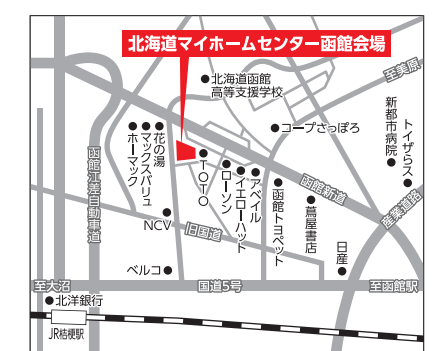 北海道マイホームセンター函館会場
北海道函館
高等支援学校
至美原
コープさっぽろ
新都市病院
トイザらス
花の湯
マックスバリュ
ホーマック
TOTO
ローソン
イエローハット
アベイル
函館トヨペット
函館新道
蔦屋書店
産業道路
函館江差自動車道
NCV
旧国道
日産
ベルコ
至大沼
国道5号
至函館駅
北洋銀行
JR桔梗駅